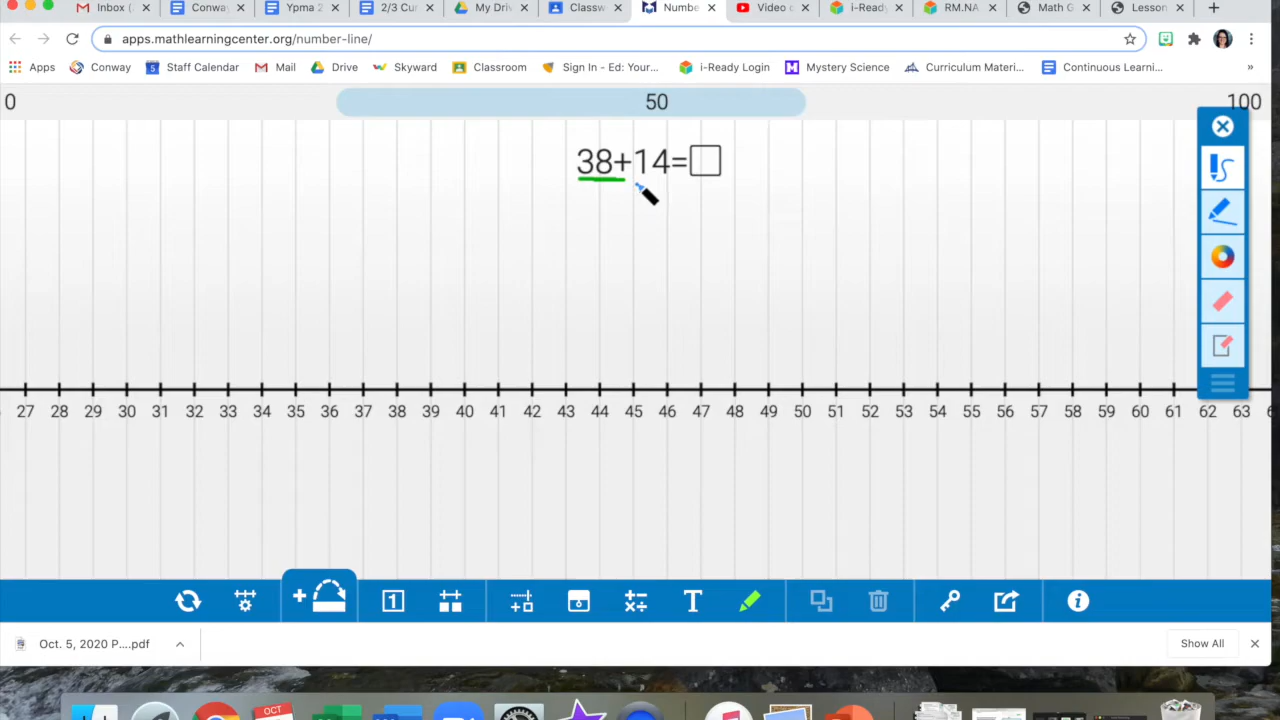 Inbox (
Conway
Ypma 2
2/3 Cur
My Driv
Classw
Numbe
Video o
i-Ready
RM.NA
Math G
Lesson
apps.mathlearningcenter.org/number-line/
Apps Conway Staff Calendar Mail Drive Skyward Classroom Sign In - Ed: Your... i-Ready Login Mystery Science Curriculum Materi... Continuous Learni... »
0 50 100
38+14=
27 28 29 30 31 32 33 34 35 36 37 38 39 40 41 42 43 44 45 46 47 48 49 50 51 52 53 54 55 56 57 58 59 60 61 62 63
Oct. 5, 2020 P....pdf
Show All
OCT